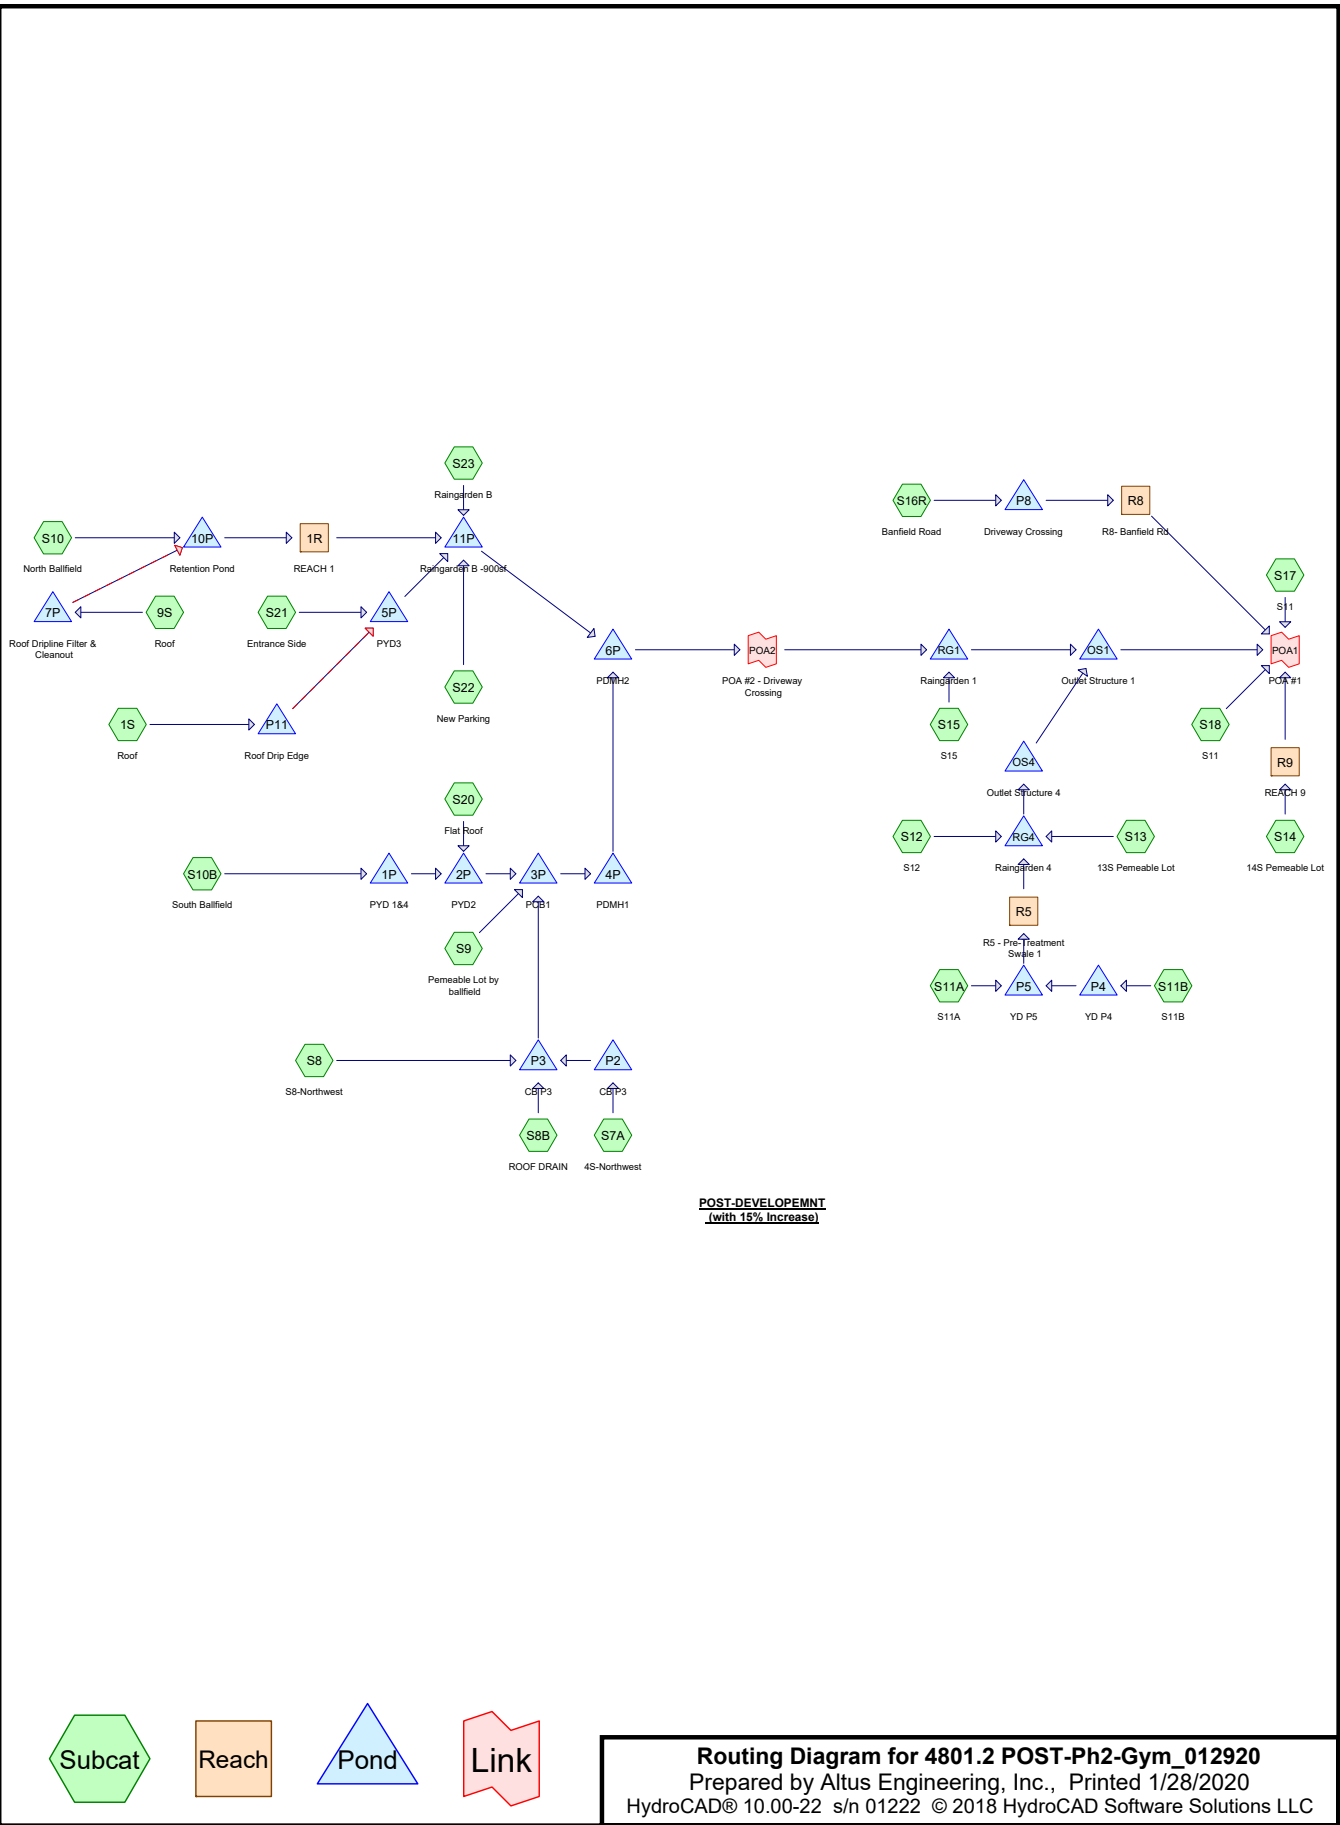 S23
Raingarden B
S16R
Banfield Road
P8
Driveway Crossing
R8
R8- Banfield Rd
S10
North Ballfield
10P
Retention Pond
1R
REACH 1
11P
Raingarden B -900sf
S17
S11
7P
Roof Dripline Filter &
Cleanout
9S
Roof
S21
Entrance Side
5P
PYD3
6P
PDMH2
POA2
POA #2 - Driveway
Crossing
RG1
Raingarden 1
OS1
Outlet Structure 1
POA1
POA #1
S22
New Parking
1S
Roof
P11
Roof Drip Edge
S15
S15
S18
S11
OS4
Outlet Structure 4
R9
REACH 9
S20
Flat Roof
S12
S12
RG4
Raingarden 4
S13
13S Pemeable Lot
S14
14S Pemeable Lot
S10B
South Ballfield
1P
PYD 1&4
2P
PYD2
3P
PCB1
4P
PDMH1
R5
R5 - Pre-Treatment
Swale 1
S9
Pemeable Lot by
ballfield
S11A
S11A
P5
YD P5
P4
YD P4
S11B
S11B
S8
S8-Northwest
P3
CB P3
P2
CB P3
S8B
ROOF DRAIN
S7A
4S-Northwest
POST-DEVELOPEMNT
(with 15% Increase)
Subcat
Reach
Pond
Link
Routing Diagram for 4801.2 POST-Ph2-Gym_012920
Prepared by Altus Engineering, Inc., Printed 1/28/2020
HydroCAD® 10.00-22 s/n 01222 © 2018 HydroCAD Software Solutions LLC